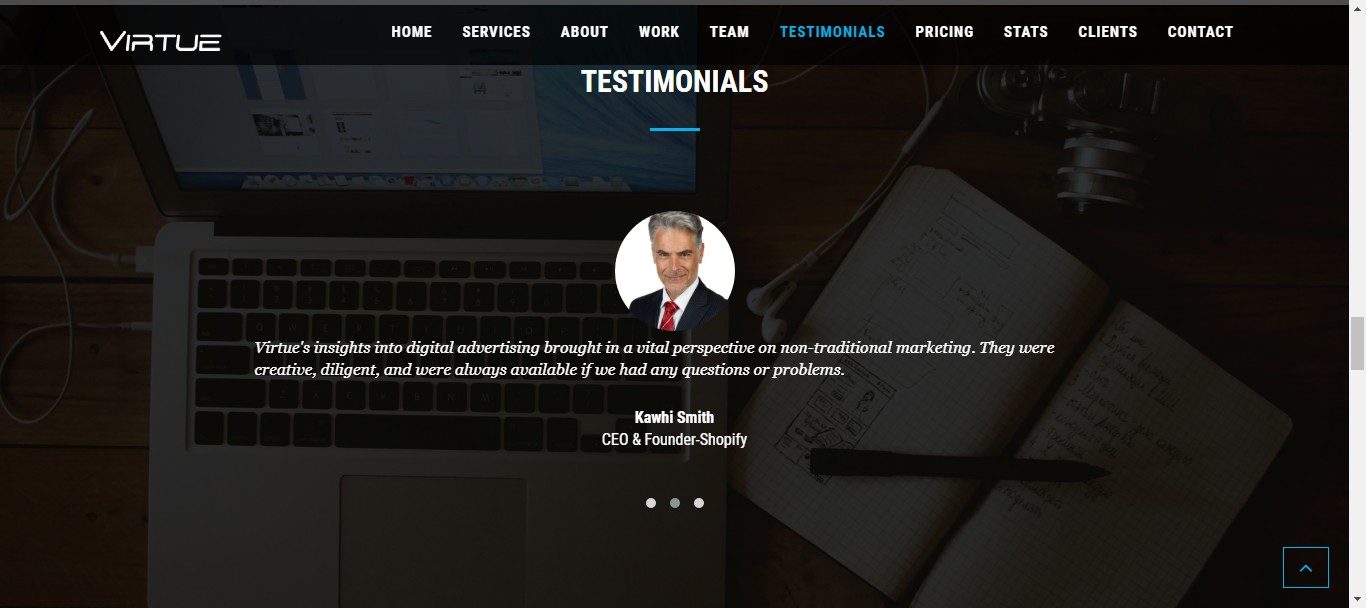 VIRTUE
HOME SERVICES ABOUT WORK TEAM TESTIMONIALS PRICING STATS CLIENTS CONTACT
TESTIMONIALS
Virtue's insights into digital advertising brought in a vital perspective on non-traditional marketing. They were
creative, diligent, and were always available if we had any questions or problems.
Kawhi Smith
CEO & Founder-Shopify